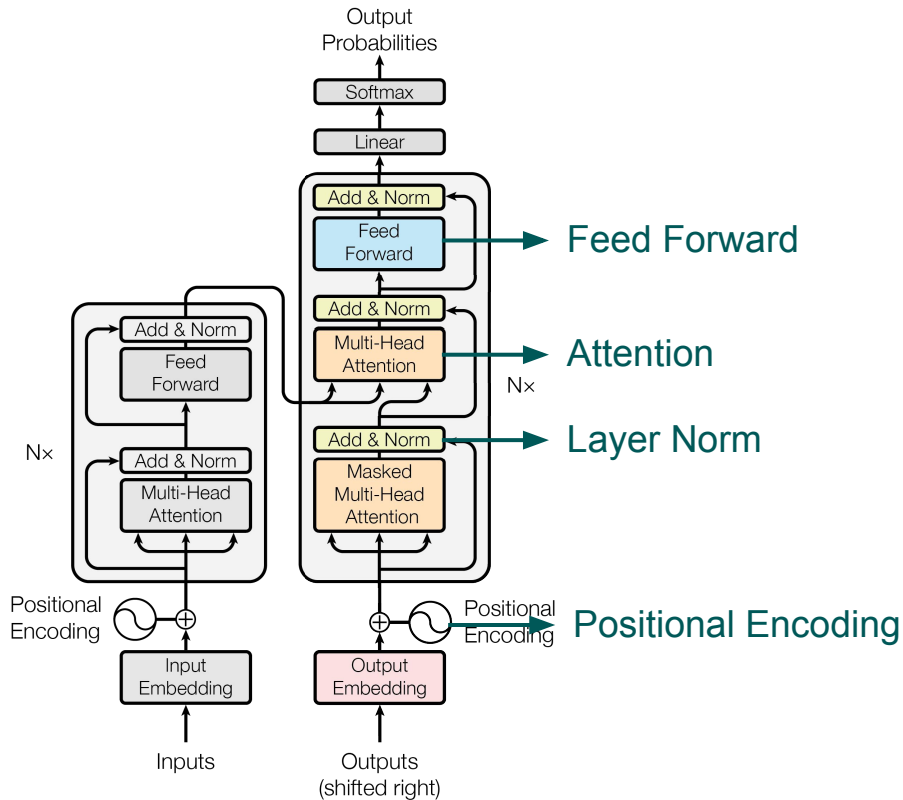 Output
Probabilities
Softmax
Linear
Add & Norm
Feed
Forward
Feed Forward
Add & Norm
Multi-Head
Attention
Attention
N×
Add & Norm
Layer Norm
Masked
Multi-Head
Attention
Add & Norm
Feed
Forward
N×
Add & Norm
Multi-Head
Attention
Positional
Encoding
Positional
Encoding
Positional Encoding
Input
Embedding
Output
Embedding
Inputs
Outputs
(shifted right)